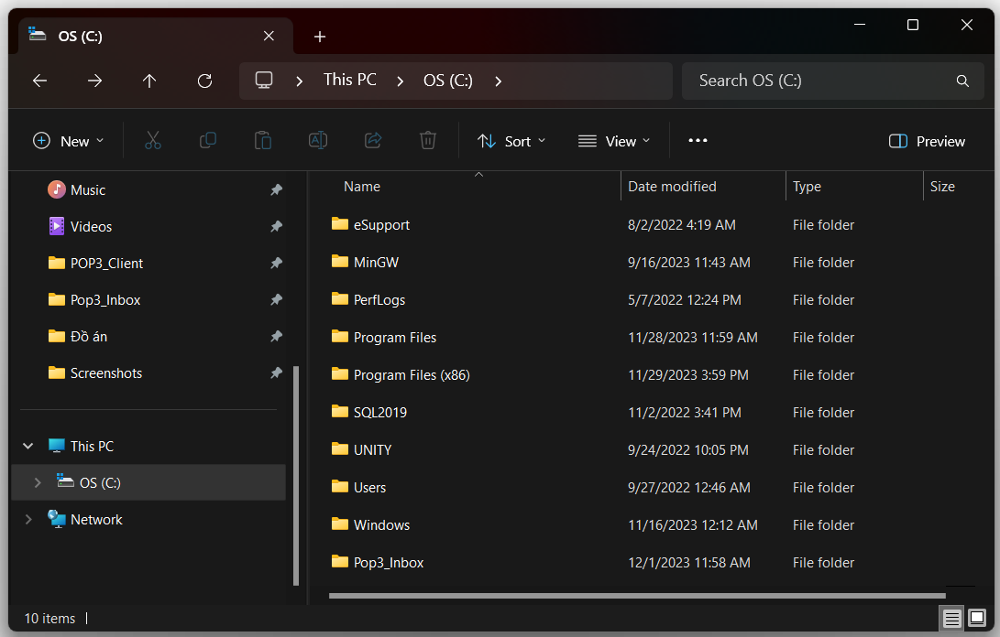 OS (C:)
This PC OS (C:) Search OS (C:)
New Sort View Preview
Music
Videos
POP3_Client
Pop3_Inbox
Đồ án
Screenshots
This PC
OS (C:)
Network
Name Date modified Type Size
eSupport 8/2/2022 4:19 AM File folder
MinGW 9/16/2023 11:43 AM File folder
PerfLogs 5/7/2022 12:24 PM File folder
Program Files 11/28/2023 11:59 AM File folder
Program Files (x86) 11/29/2023 3:59 PM File folder
SQL2019 11/2/2022 3:41 PM File folder
UNITY 9/24/2022 10:05 PM File folder
Users 9/27/2022 12:46 AM File folder
Windows 11/16/2023 12:12 AM File folder
Pop3_Inbox 12/1/2023 11:58 AM File folder
10 items